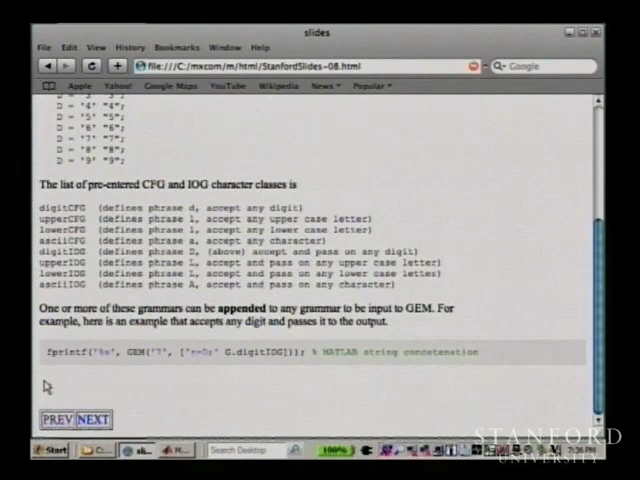 slides
File Edit View History Bookmarks Window Help
file:///C:/mxcom/m/html/StanfordSlides-08.html
Google
Apple Yahoo! Google Maps YouTube Wikipedia News Popular
D = '3' "3";
D = '4' "4";
D = '5' "5";
D = '6' "6";
D = '7' "7";
D = '8' "8";
D = '9' "9";
The list of pre-entered CFG and IOG character classes is
digitCFG (defines phrase d, accept any digit)
upperCFG (defines phrase l, accept any upper case letter)
lowerCFG (defines phrase l, accept any lower case letter)
asciiCFG (defines phrase a, accept any character)
digitIOG (defines phrase D, (above) accept and pass on any digit)
upperIOG (defines phrase L, accept and pass on any upper case letter)
lowerIOG (defines phrase L, accept and pass on any lower case letter)
asciiIOG (defines phrase A, accept and pass on any character)
One or more of these grammars can be appended to any grammar to be input to GEM. For
example, here is an example that accepts any digit and passes it to the output.
fprintf('%s', GEM('7', ['r=D;' G.digitIOG])); % MATLAB string concatenation
PREV NEXT
Start
Search Desktop
100%
7:36 PM
STANFORD
UNIVERSITY